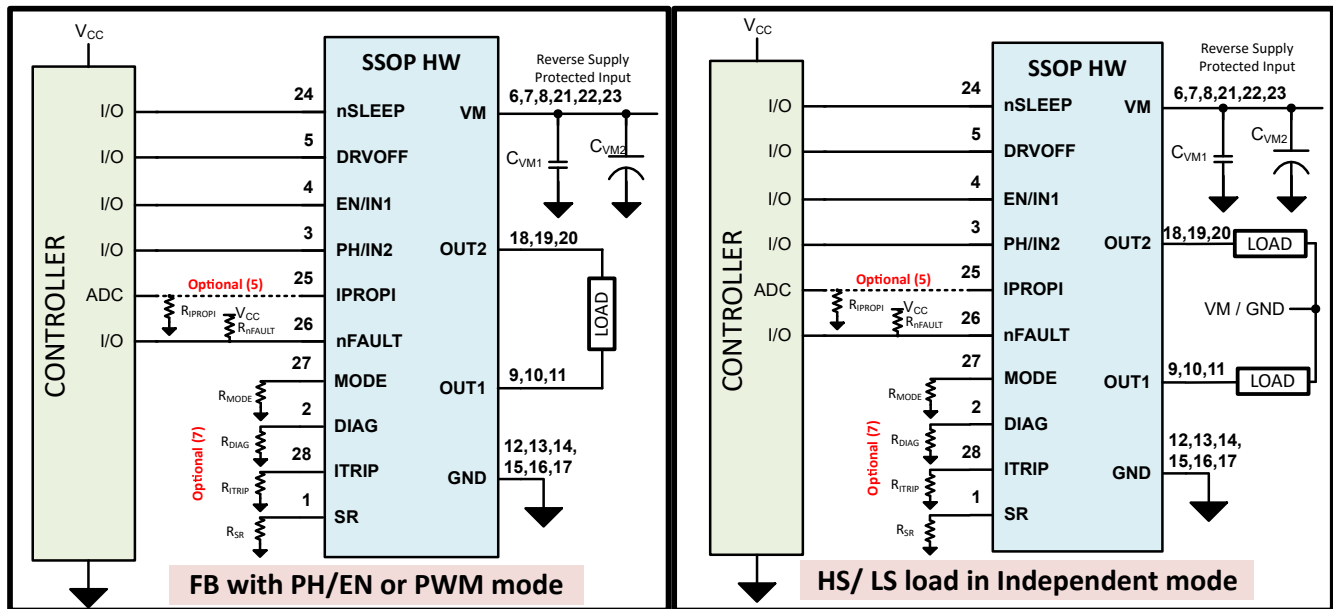 VCC
CONTROLLER
I/O
I/O
I/O
I/O
ADC
I/O
24
5
4
3
Optional (5)
25
RIPROPI
VCC
RnFAULT
26
27
RMODE
2
RDIAG
28
RITRIP
Optional (7)
1
RSR
SSOP HW
nSLEEP
DRVOFF
EN/IN1
PH/IN2
IPROPI
nFAULT
MODE
DIAG
ITRIP
SR
VM
OUT2
OUT1
GND
Reverse Supply
Protected Input
6,7,8,21,22,23
CVM1
CVM2
18,19,20
LOAD
9,10,11
12,13,14,
15,16,17
FB with PH/EN or PWM mode
VCC
CONTROLLER
I/O
I/O
I/O
I/O
ADC
I/O
24
5
4
3
Optional (5)
25
RIPROPI
VCC
RnFAULT
26
27
RMODE
2
RDIAG
28
RITRIP
Optional (7)
1
RSR
SSOP HW
nSLEEP
DRVOFF
EN/IN1
PH/IN2
IPROPI
nFAULT
MODE
DIAG
ITRIP
SR
VM
OUT2
OUT1
GND
Reverse Supply
Protected Input
6,7,8,21,22,23
CVM1
CVM2
18,19,20
LOAD
VM / GND
9,10,11
LOAD
12,13,14,
15,16,17
HS/ LS load in Independent mode